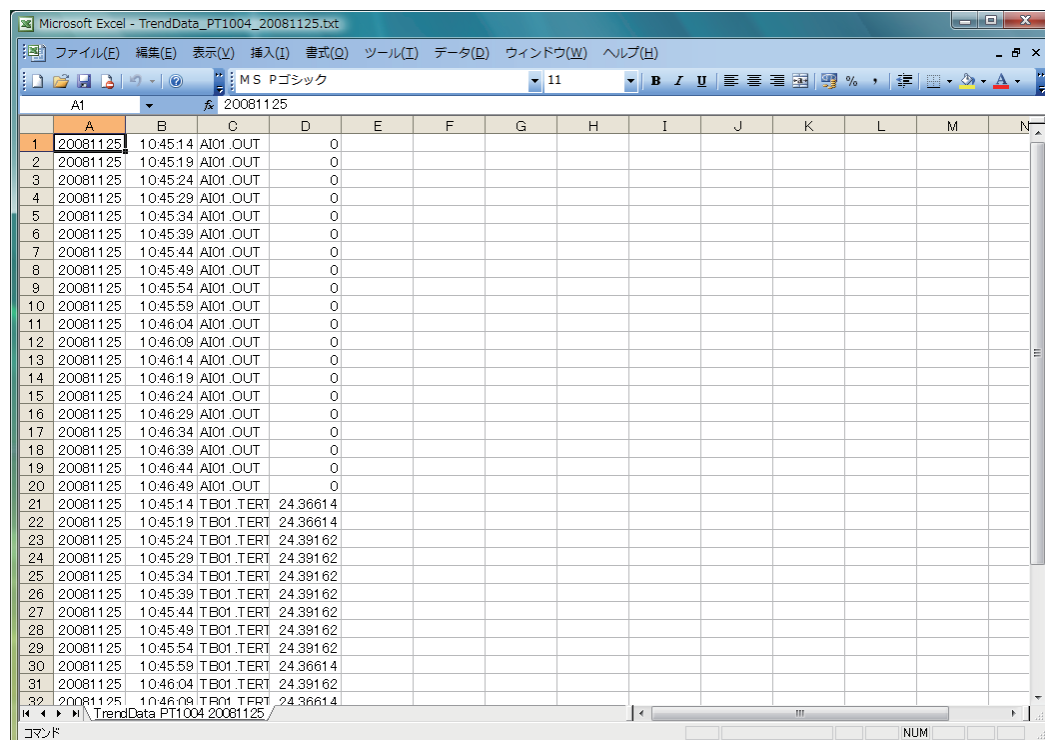 Microsoft Excel - TrendData_PT1004_20081125.txt
ファイル(F) 編集(E) 表示(V) 挿入(I) 書式(O) ツール(T) データ(D) ウィンドウ(W) ヘルプ(H)
MS Pゴシック 11 B I U % ,
A1 fx 20081125
A B C D E F G H I J K L M N
1 20081125 10:45:14 AI01.OUT 0
2 20081125 10:45:19 AI01.OUT 0
3 20081125 10:45:24 AI01.OUT 0
4 20081125 10:45:29 AI01.OUT 0
5 20081125 10:45:34 AI01.OUT 0
6 20081125 10:45:39 AI01.OUT 0
7 20081125 10:45:44 AI01.OUT 0
8 20081125 10:45:49 AI01.OUT 0
9 20081125 10:45:54 AI01.OUT 0
10 20081125 10:45:59 AI01.OUT 0
11 20081125 10:46:04 AI01.OUT 0
12 20081125 10:46:09 AI01.OUT 0
13 20081125 10:46:14 AI01.OUT 0
14 20081125 10:46:19 AI01.OUT 0
15 20081125 10:46:24 AI01.OUT 0
16 20081125 10:46:29 AI01.OUT 0
17 20081125 10:46:34 AI01.OUT 0
18 20081125 10:46:39 AI01.OUT 0
19 20081125 10:46:44 AI01.OUT 0
20 20081125 10:46:49 AI01.OUT 0
21 20081125 10:45:14 TB01.TERT 24.36614
22 20081125 10:45:19 TB01.TERT 24.36614
23 20081125 10:45:24 TB01.TERT 24.39162
24 20081125 10:45:29 TB01.TERT 24.39162
25 20081125 10:45:34 TB01.TERT 24.39162
26 20081125 10:45:39 TB01.TERT 24.39162
27 20081125 10:45:44 TB01.TERT 24.39162
28 20081125 10:45:49 TB01.TERT 24.39162
29 20081125 10:45:54 TB01.TERT 24.39162
30 20081125 10:45:59 TB01.TERT 24.36614
31 20081125 10:46:04 TB01.TERT 24.39162
32 20081125 10:46:09 TB01.TERT 24.36614
TrendData PT1004 20081125
コマンド NUM